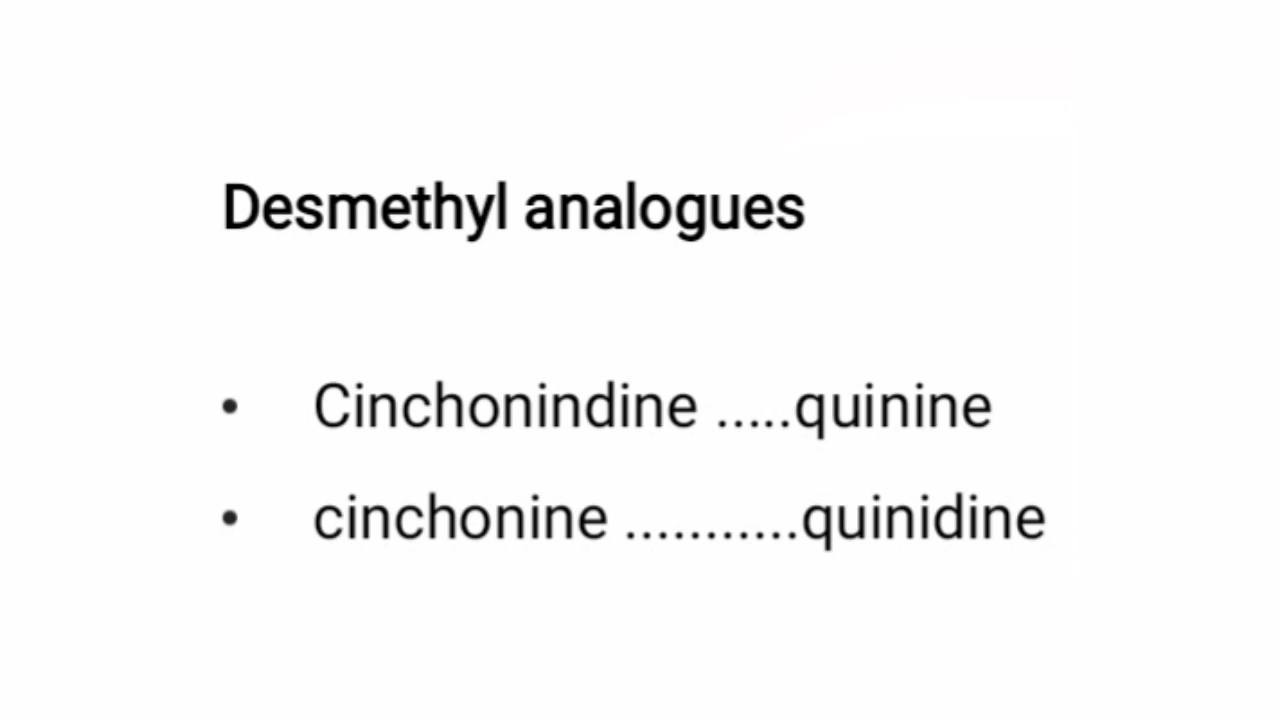 Desmethyl analogues
• Cinchonindine .....quinine
• cinchonine ...........quinidine